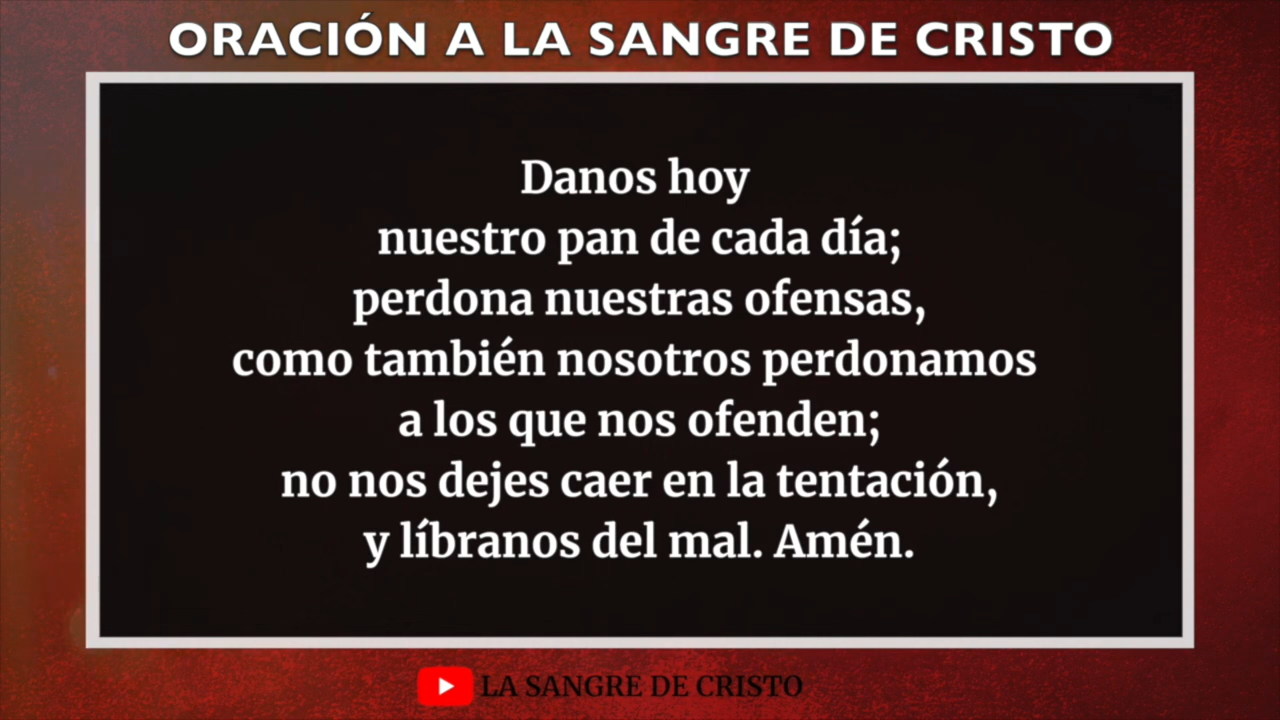 ORACIÓN A LA SANGRE DE CRISTO
Danos hoy
nuestro pan de cada día;
perdona nuestras ofensas,
como también nosotros perdonamos
a los que nos ofenden;
no nos dejes caer en la tentación,
y líbranos del mal. Amén.
LA SANGRE DE CRISTO